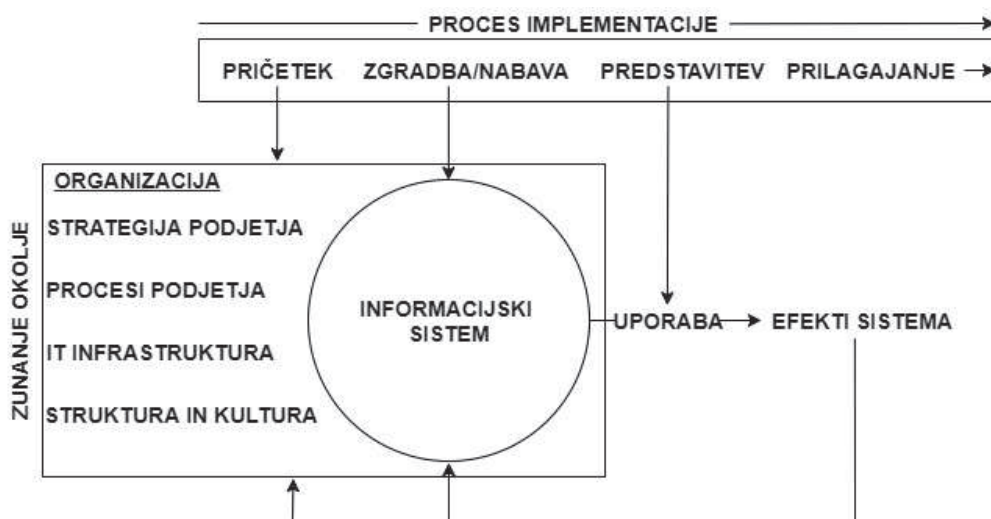 PROCES IMPLEMENTACIJE
PRIČETEK ZGRADBA/NABAVA PREDSTAVITEV PRILAGAJANJE
ZUNANJE OKOLJE
ORGANIZACIJA
STRATEGIJA PODJETJA
PROCESI PODJETJA
IT INFRASTRUKTURA
STRUKTURA IN KULTURA
INFORMACIJSKI
SISTEM
UPORABA
EFEKTI SISTEMA